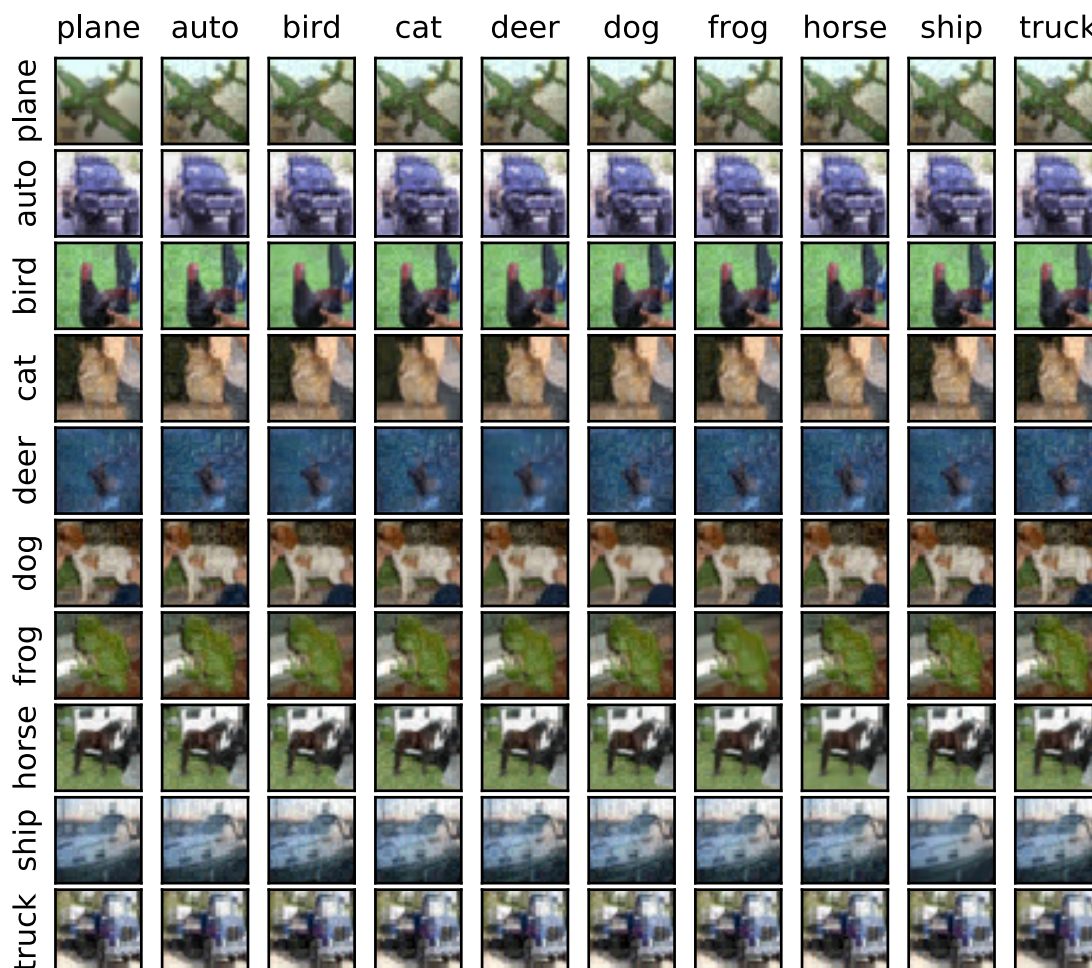 plane auto bird cat deer dog frog horse ship truck
plane
auto
bird
cat
deer
dog
frog
horse
ship
truck